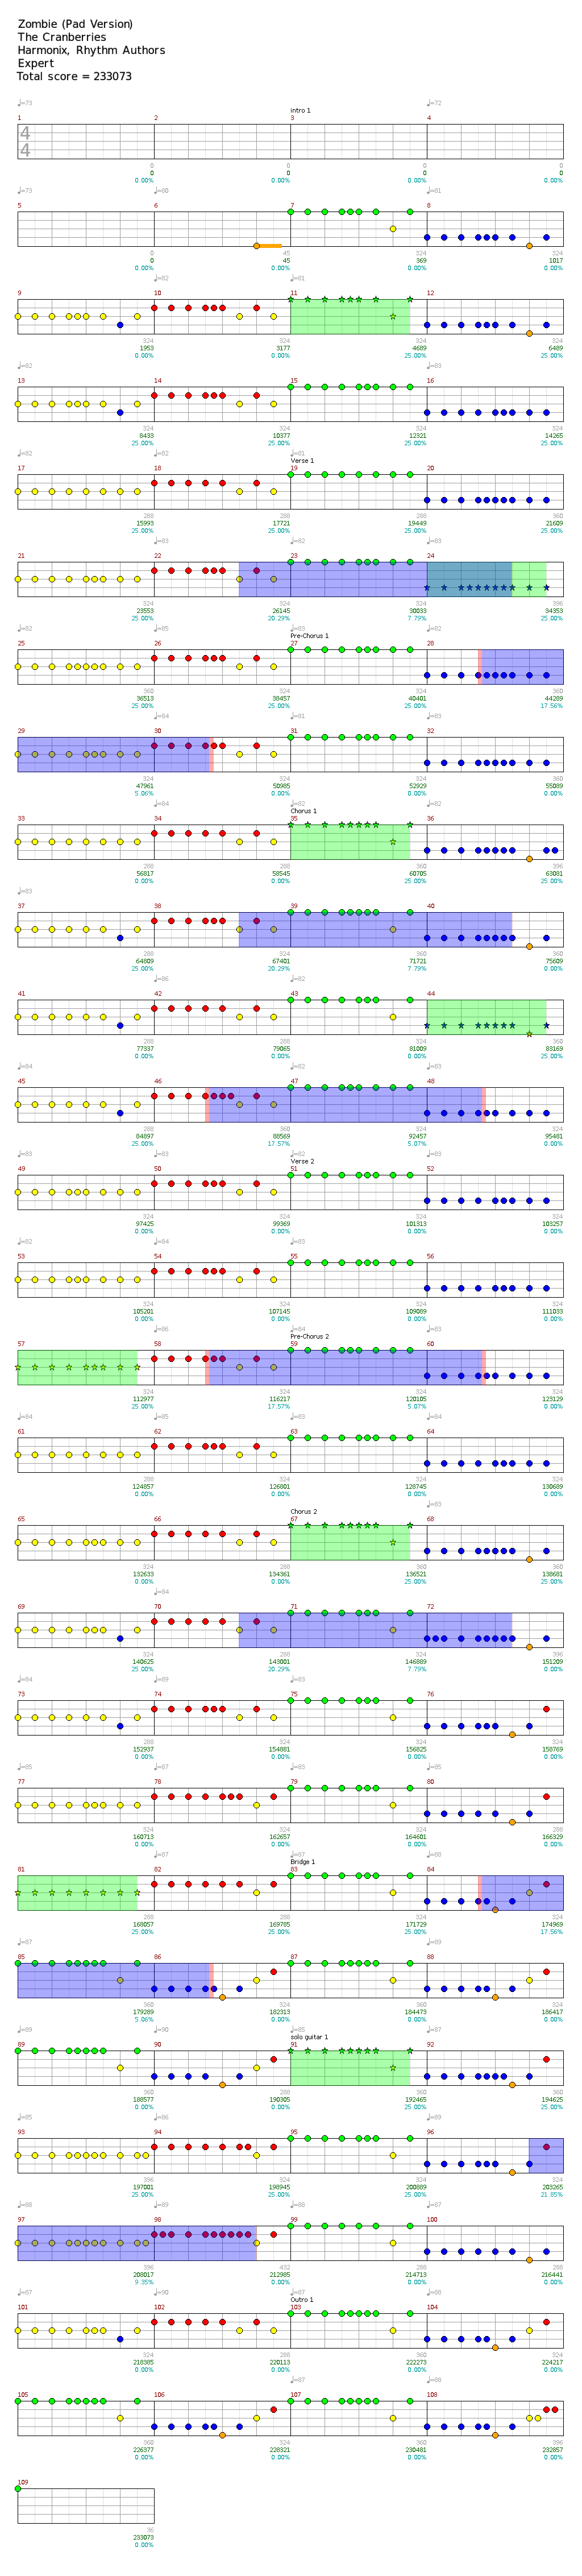 Zombie (Pad Version)
The Cranberries
Harmonix, Rhythm Authors
Expert
Total score = 233073
♩=73 ♩=72
intro 1
1 2 3 4
4
4
0 0 0 0
0 0 0 0
0.00% 0.00% 0.00% 0.00%
♩=73 ♩=80 ♩=81
5 6 7 8
0 45 324 324
0 45 369 1017
0.00% 0.00% 0.00% 0.00%
♩=82 ♩=81
9 10 11 12
324 324 324 324
1953 3177 4689 6489
0.00% 0.00% 25.00% 25.00%
♩=82 ♩=83
13 14 15 16
324 324 324 324
8433 10377 12321 14265
25.00% 25.00% 25.00% 25.00%
♩=82 ♩=82 ♩=81
Verse 1
17 18 19 20
288 288 288 360
15993 17721 19449 21609
25.00% 25.00% 25.00% 25.00%
♩=83 ♩=82 ♩=83
21 22 23 24
324 324 324 396
23553 26145 30033 34353
25.00% 20.29% 7.79% 25.00%
♩=82 ♩=85 ♩=82
Pre-Chorus 1
25 26 27 28
360 324 324 324
36513 38457 40401 44289
25.00% 25.00% 25.00% 17.56%
♩=84 ♩=81 ♩=83
29 30 31 32
324 324 324 360
47961 50985 52929 55089
5.06% 0.00% 0.00% 0.00%
♩=84 ♩=82 ♩=82
Chorus 1
33 34 35 36
288 288 360 396
56817 58545 60705 63081
0.00% 0.00% 25.00% 25.00%
♩=83
37 38 39 40
288 324 360 324
64809 67401 71721 75609
25.00% 20.29% 7.79% 0.00%
♩=86 ♩=82
41 42 43 44
288 288 324 360
77337 79065 81009 83169
0.00% 0.00% 0.00% 25.00%
♩=84 ♩=82 ♩=83
45 46 47 48
288 360 324 324
84897 88569 92457 95481
25.00% 17.57% 5.07% 0.00%
♩=83 ♩=83 ♩=82
Verse 2
49 50 51 52
324 324 324 324
97425 99369 101313 103257
0.00% 0.00% 0.00% 0.00%
♩=82 ♩=84 ♩=83
53 54 55 56
324 324 324 324
105201 107145 109089 111033
0.00% 0.00% 0.00% 0.00%
♩=86 ♩=84 ♩=83
Pre-Chorus 2
57 58 59 60
324 324 324 324
112977 116217 120105 123129
25.00% 17.57% 5.07% 0.00%
♩=84 ♩=85 ♩=83 ♩=84
61 62 63 64
288 324 324 324
124857 126801 128745 130689
0.00% 0.00% 0.00% 0.00%
♩=83
Chorus 2
65 66 67 68
324 288 360 360
132633 134361 136521 138681
0.00% 0.00% 25.00% 25.00%
♩=84
69 70 71 72
324 288 324 396
140625 143001 146889 151209
25.00% 20.29% 7.79% 0.00%
♩=84 ♩=89 ♩=83
73 74 75 76
288 324 324 324
152937 154881 156825 158769
0.00% 0.00% 0.00% 0.00%
♩=85 ♩=87 ♩=83 ♩=85
77 78 79 80
324 324 324 288
160713 162657 164601 166329
0.00% 0.00% 0.00% 0.00%
♩=87 ♩=87 ♩=88
Bridge 1
81 82 83 84
288 288 324 324
168057 169785 171729 174969
25.00% 25.00% 25.00% 17.56%
♩=87
85 86 87 88
360 324 360 324
179289 182313 184473 186417
5.06% 0.00% 0.00% 0.00%
♩=89 ♩=90 ♩=85 ♩=87
solo guitar 1
89 90 91 92
360 288 360 360
188577 190305 192465 194625
0.00% 0.00% 25.00% 25.00%
♩=85 ♩=86 ♩=89
93 94 95 96
396 324 324 324
197001 198945 200889 203265
25.00% 25.00% 25.00% 21.85%
♩=88 ♩=89 ♩=87
97 98 99 100
396 432 288 288
208017 212985 214713 216441
9.35% 0.00% 0.00% 0.00%
♩=87 ♩=90 ♩=88
Outro 1
101 102 103 104
324 288 360 324
218385 220113 222273 224217
0.00% 0.00% 0.00% 0.00%
♩=87 ♩=88
105 106 107 108
360 324 360 396
226377 228321 230481 232857
0.00% 0.00% 0.00% 0.00%
109
36
233073
0.00%